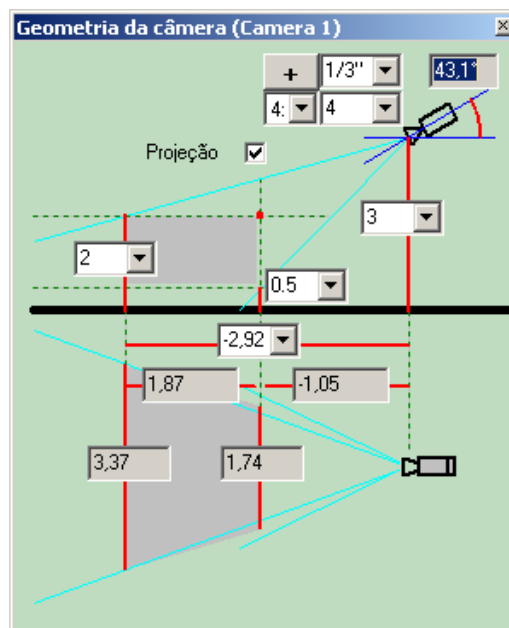 Geometria da câmera (Camera 1)
+ 1/3'' 43,1°
4: 4
Projeção
3
2
0.5
-2,92
1,87 -1,05
3,37 1,74